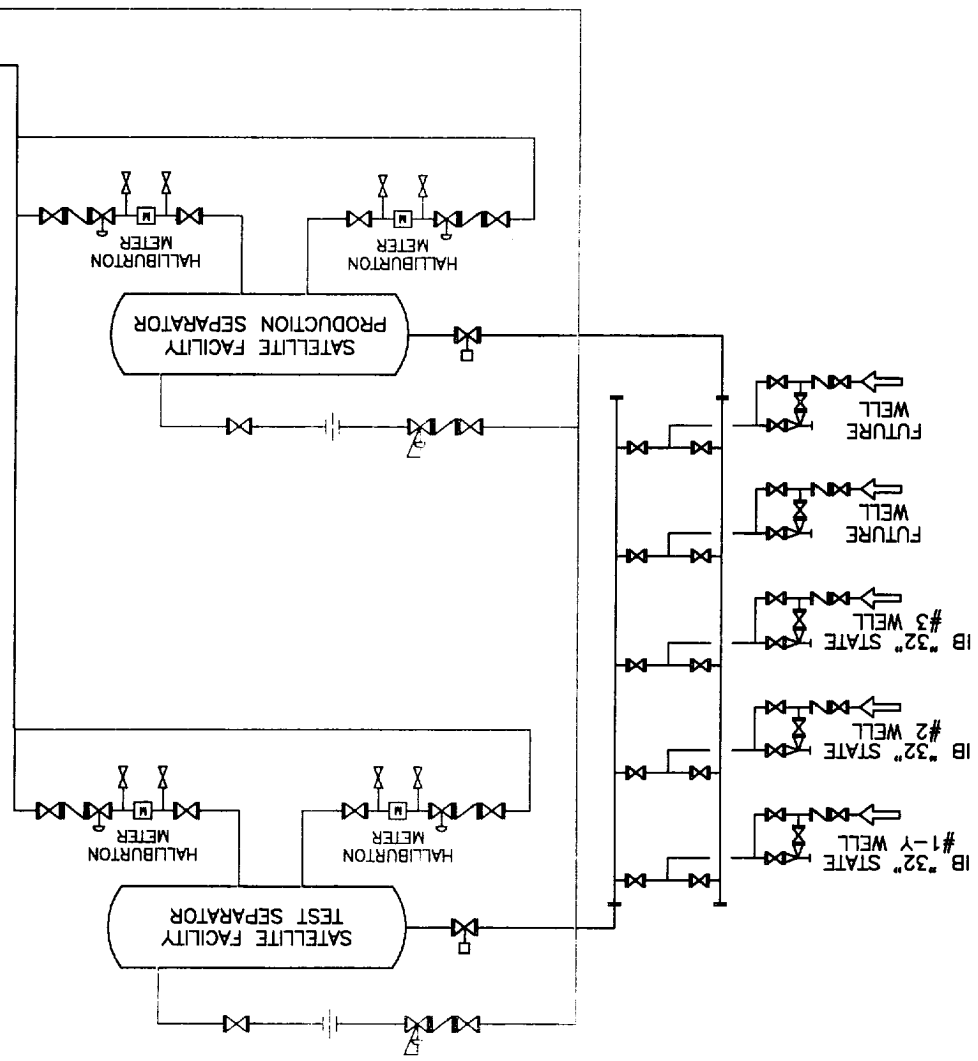 SATELLITE FACILITY
TEST SEPARATOR
IB "32" STATE
#1-Y WELL
HALLIBURTON
METER
M
HALLIBURTON
METER
M
IB "32" STATE
#2 WELL
IB "32" STATE
#3 WELL
FUTURE
WELL
FUTURE
WELL
SATELLITE FACILITY
PRODUCTION SEPARATOR
HALLIBURTON
METER
M
HALLIBURTON
METER
M